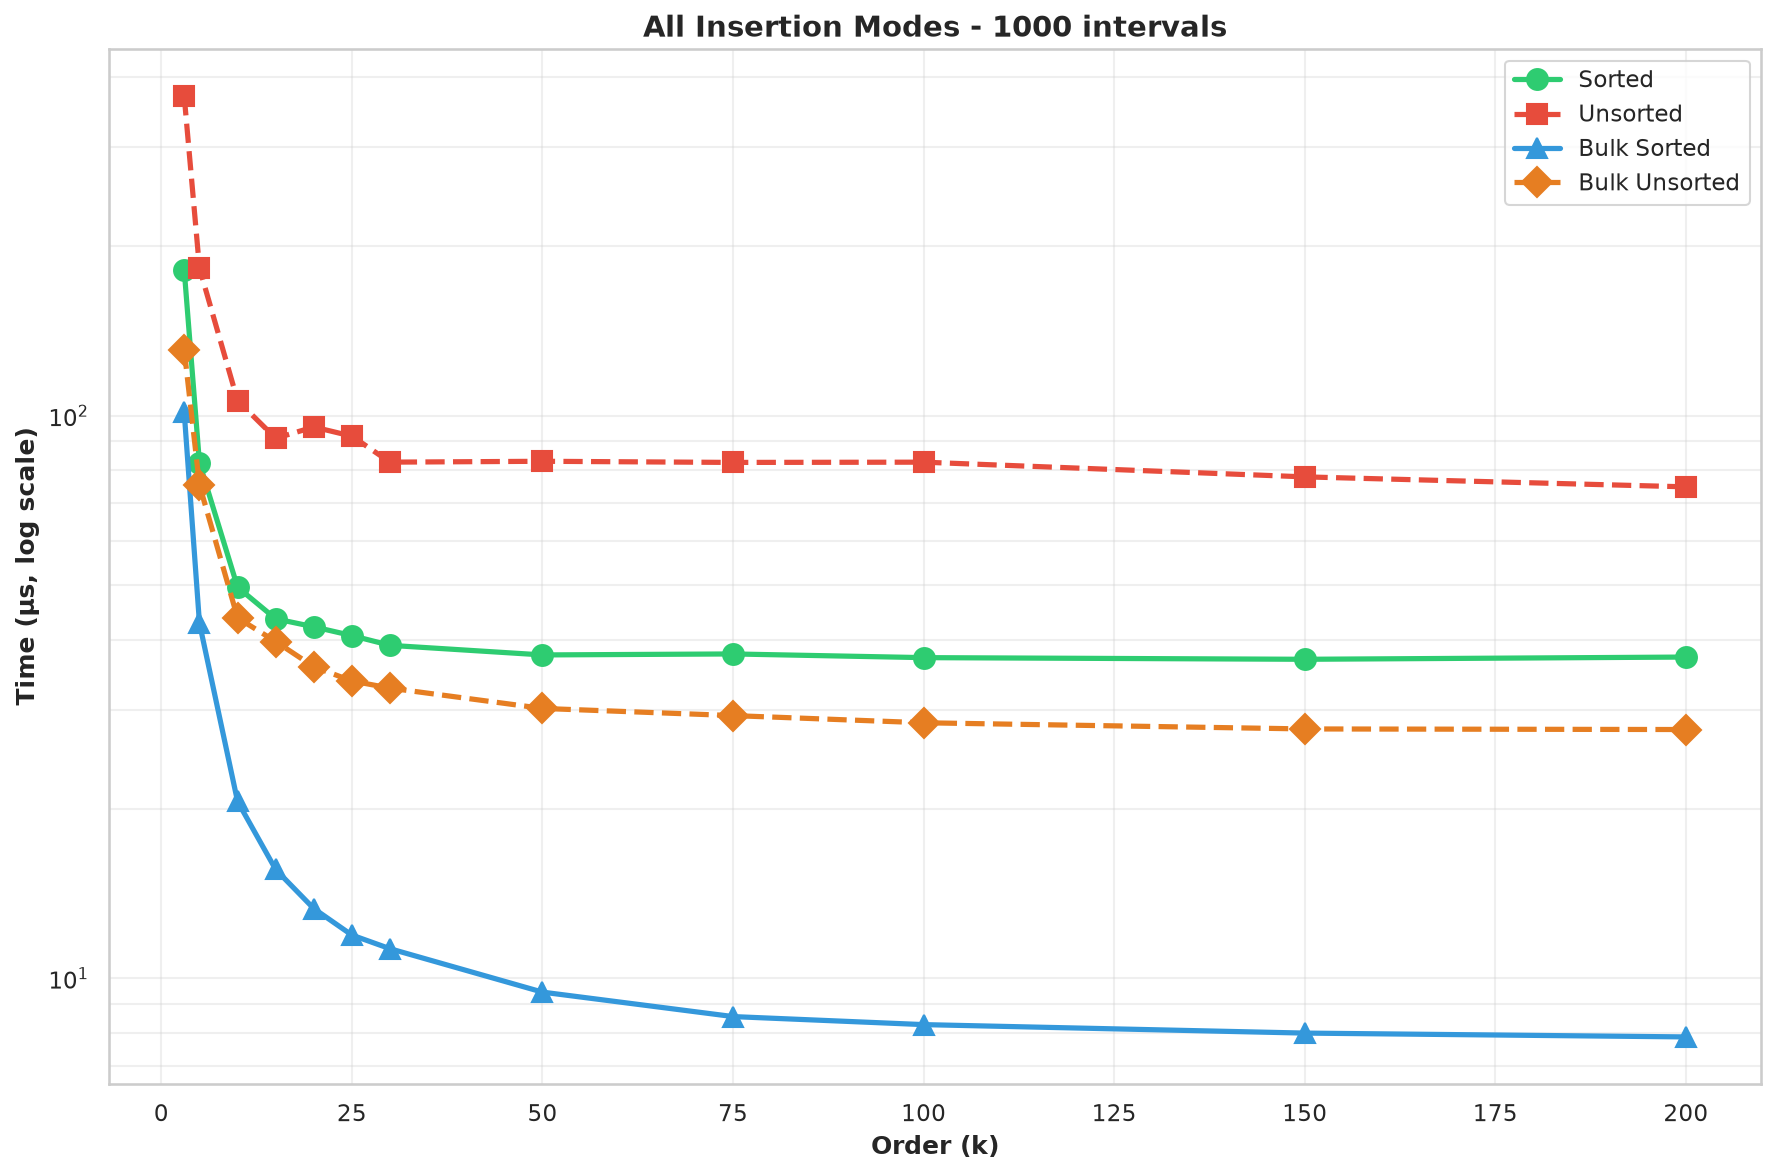 All Insertion Modes - 1000 intervals
Sorted
Unsorted
Bulk Sorted
Bulk Unsorted
Time (µs, log scale)
10²
10¹
0 25 50 75 100 125 150 175 200
Order (k)